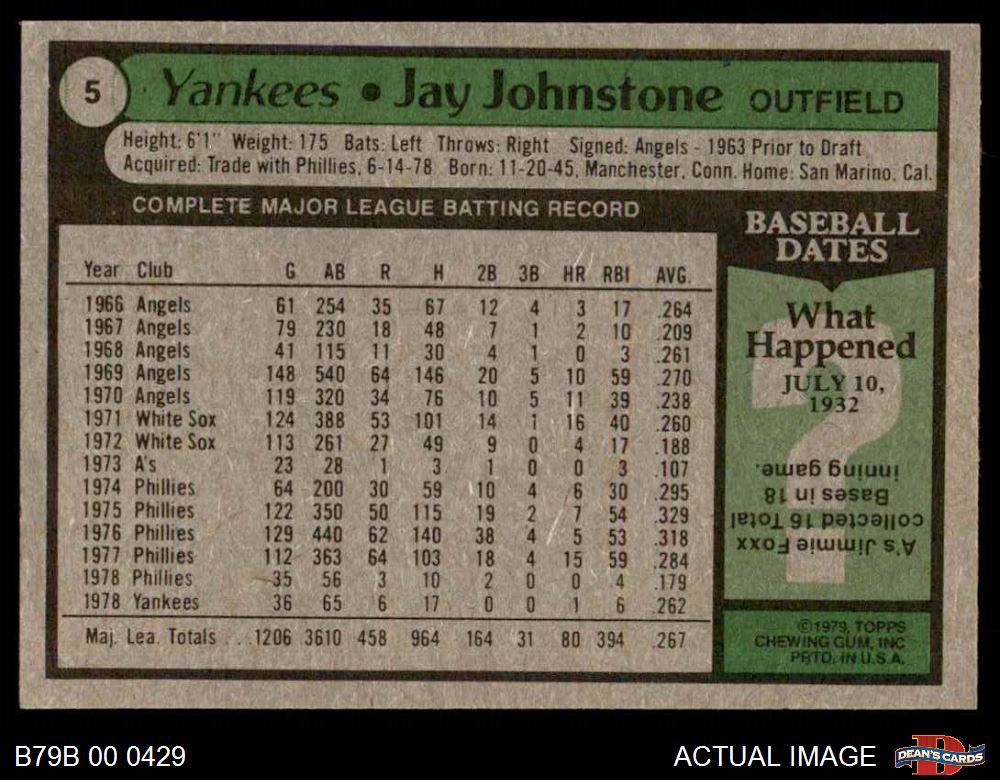 5
Yankees • Jay Johnstone OUTFIELD
Height: 6'1" Weight: 175 Bats: Left Throws: Right Signed: Angels - 1963 Prior to Draft
Acquired: Trade with Phillies, 6-14-78 Born: 11-20-45, Manchester, Conn. Home: San Marino, Cal.
COMPLETE MAJOR LEAGUE BATTING RECORD
Year Club G AB R H 2B 3B HR RBI AVG.
1966 Angels 61 254 35 67 12 4 3 17 .264
1967 Angels 79 230 18 48 7 1 2 10 .209
1968 Angels 41 115 11 30 4 1 0 3 .261
1969 Angels 148 540 64 146 20 5 10 59 .270
1970 Angels 119 320 34 76 10 5 11 39 .238
1971 White Sox 124 388 53 101 14 1 16 40 .260
1972 White Sox 113 261 27 49 9 0 4 17 .188
1973 A's 23 28 1 3 1 0 0 3 .107
1974 Phillies 64 200 30 59 10 4 6 30 .295
1975 Phillies 122 350 50 115 19 2 7 54 .329
1976 Phillies 129 440 62 140 38 4 5 53 .318
1977 Phillies 112 363 64 103 18 4 15 59 .284
1978 Phillies 35 56 3 10 2 0 0 4 .179
1978 Yankees 36 65 6 17 0 0 1 6 .262
Maj. Lea. Totals ...1206 3610 458 964 164 31 80 394 .267
BASEBALL
DATES
What
Happened
JULY 10,
1932
A's Jimmie Foxx
collected 16 Total
Bases in 18
inning game.
©1979, TOPPS
CHEWING GUM, INC
PRTD. IN U.S.A.
B79B 00 0429
ACTUAL IMAGE
D
DEAN'S CARDS